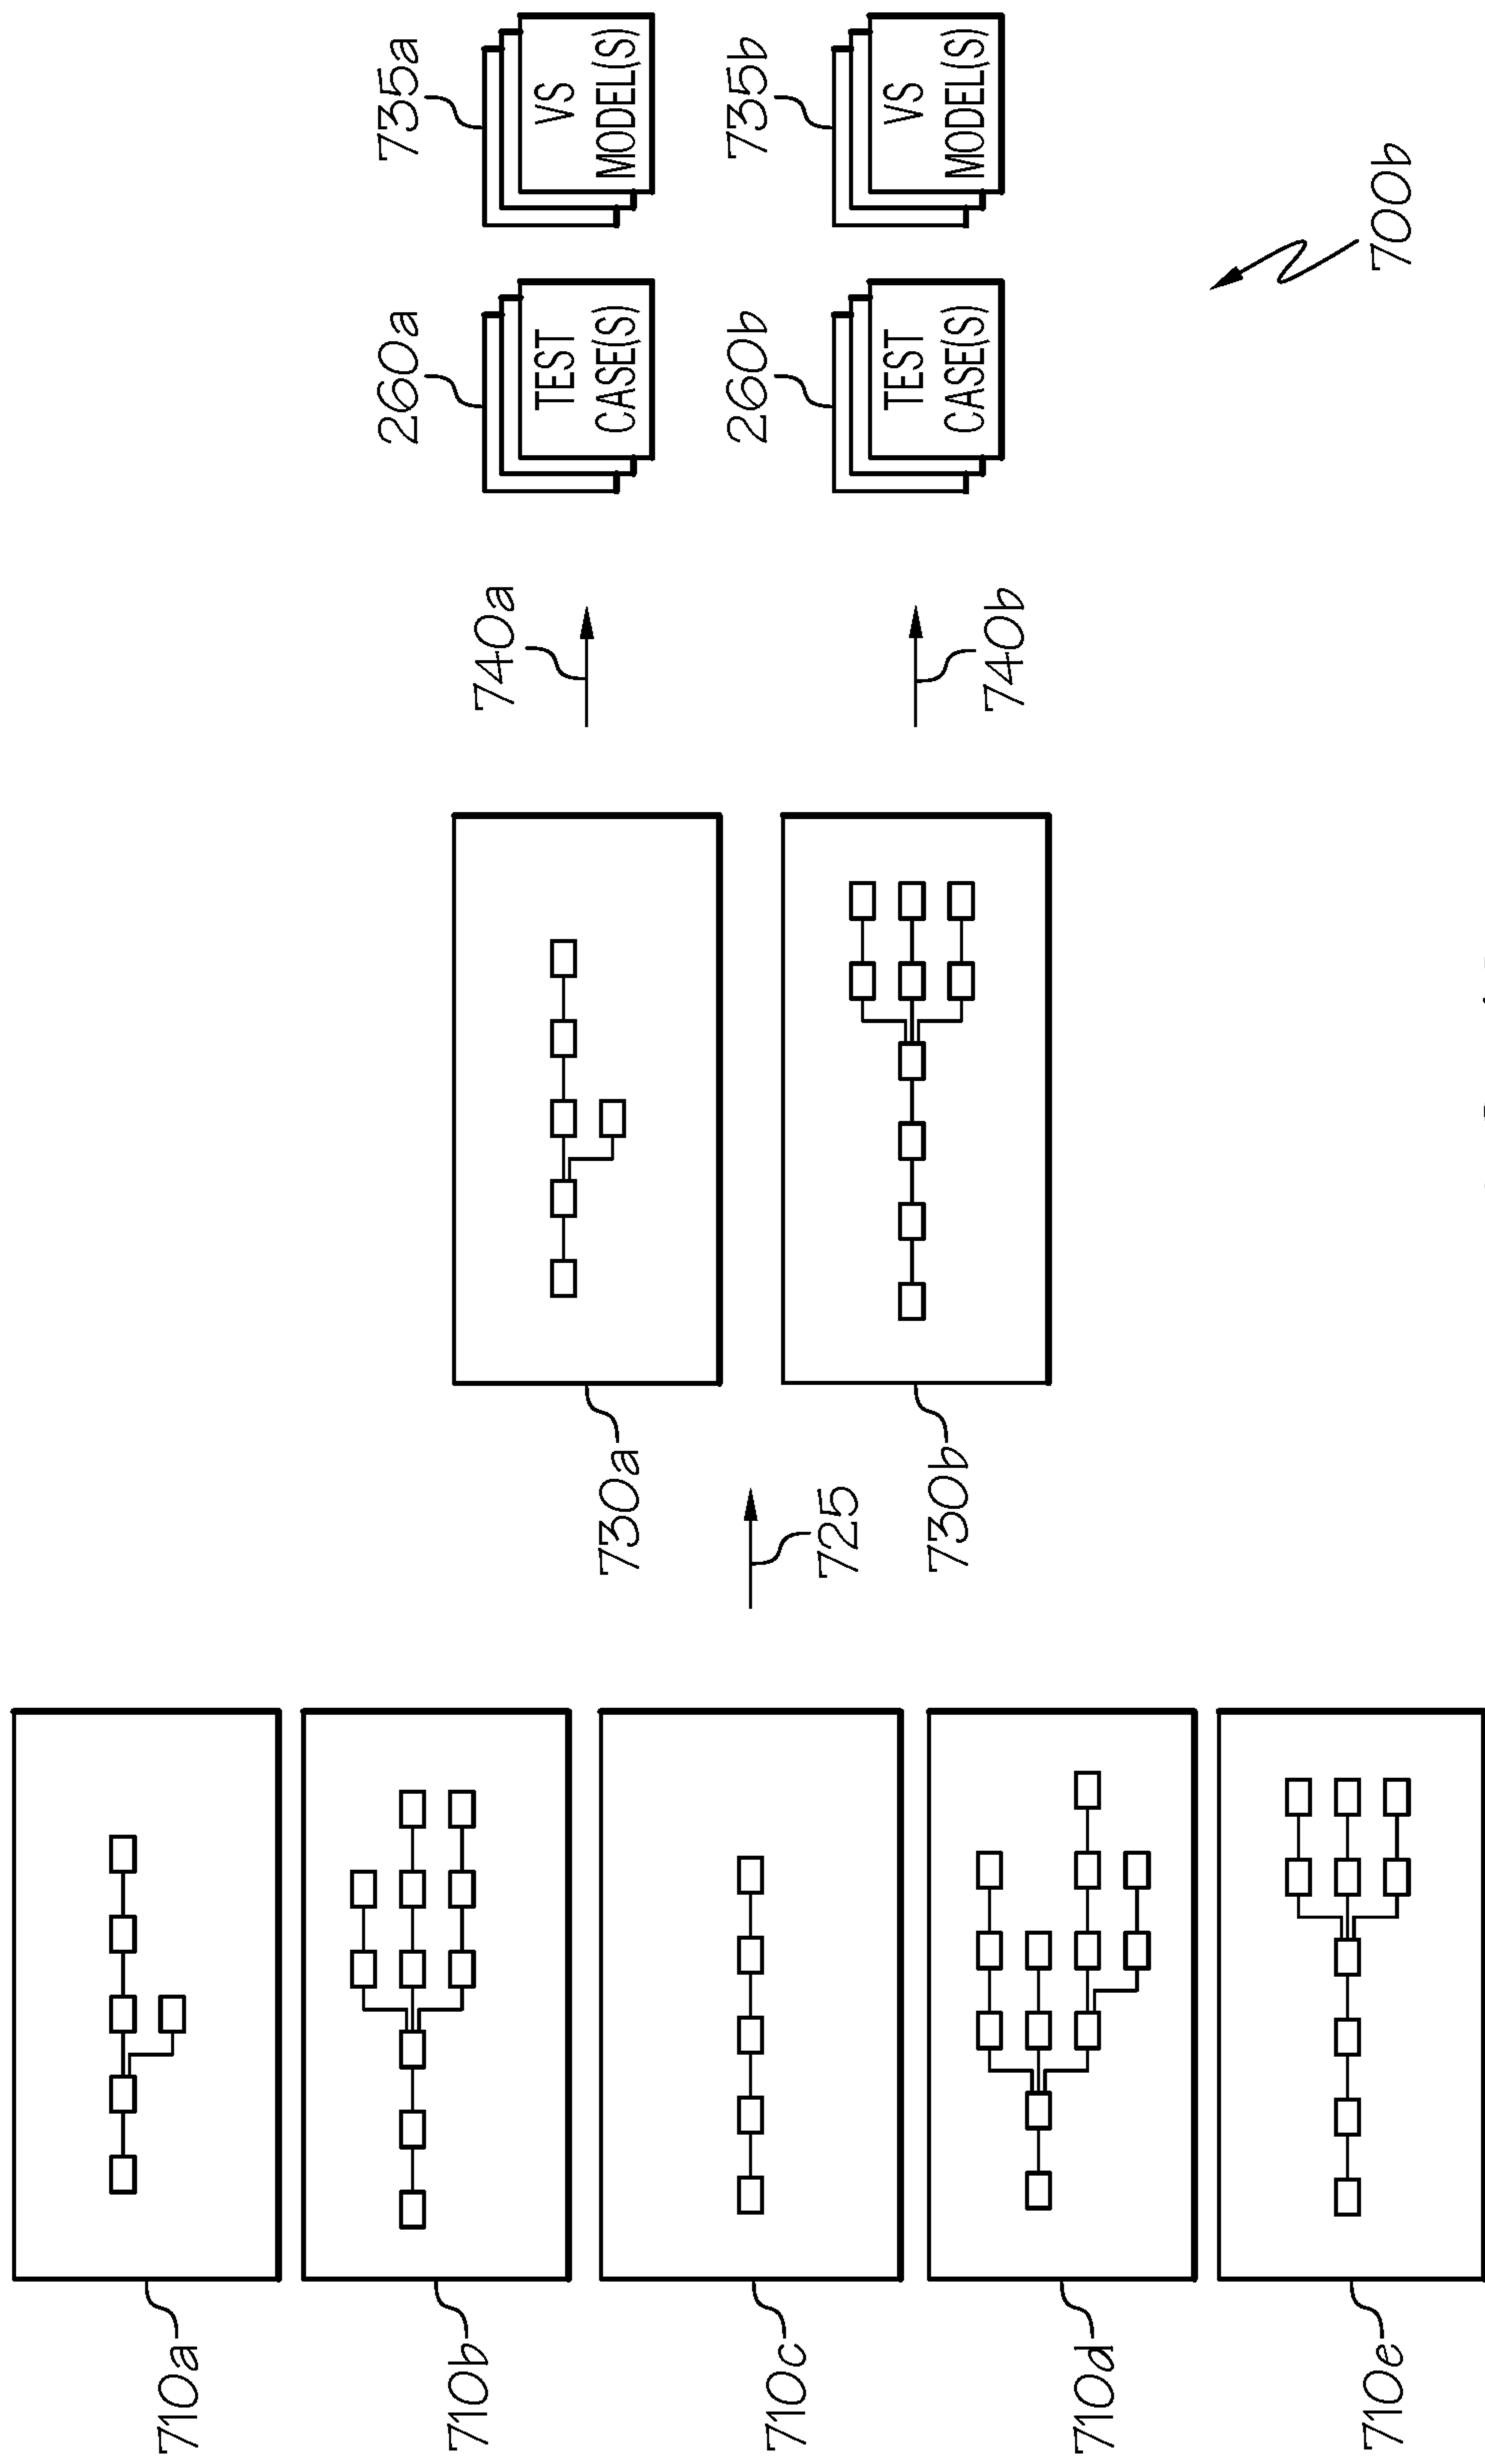 710a
710b
710c
710d
710e
725
730a
730b
740a
740b
260a
TEST
CASE(S)
735a
VS
MODEL(S)
260b
TEST
CASE(S)
735b
VS
MODEL(S)
700b